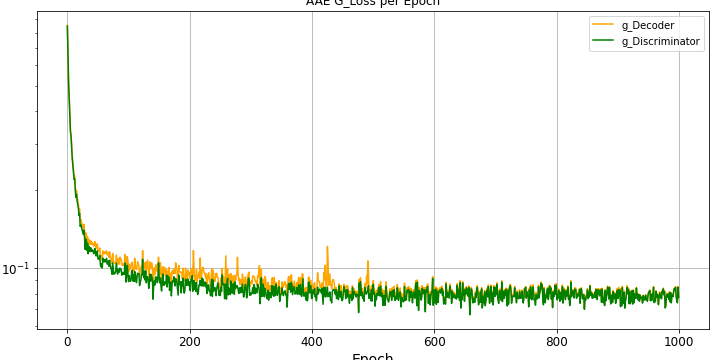 AAE G_Loss per Epoch
g_Decoder
g_Discriminator
10⁻¹
0 200 400 600 800 1000
Epoch